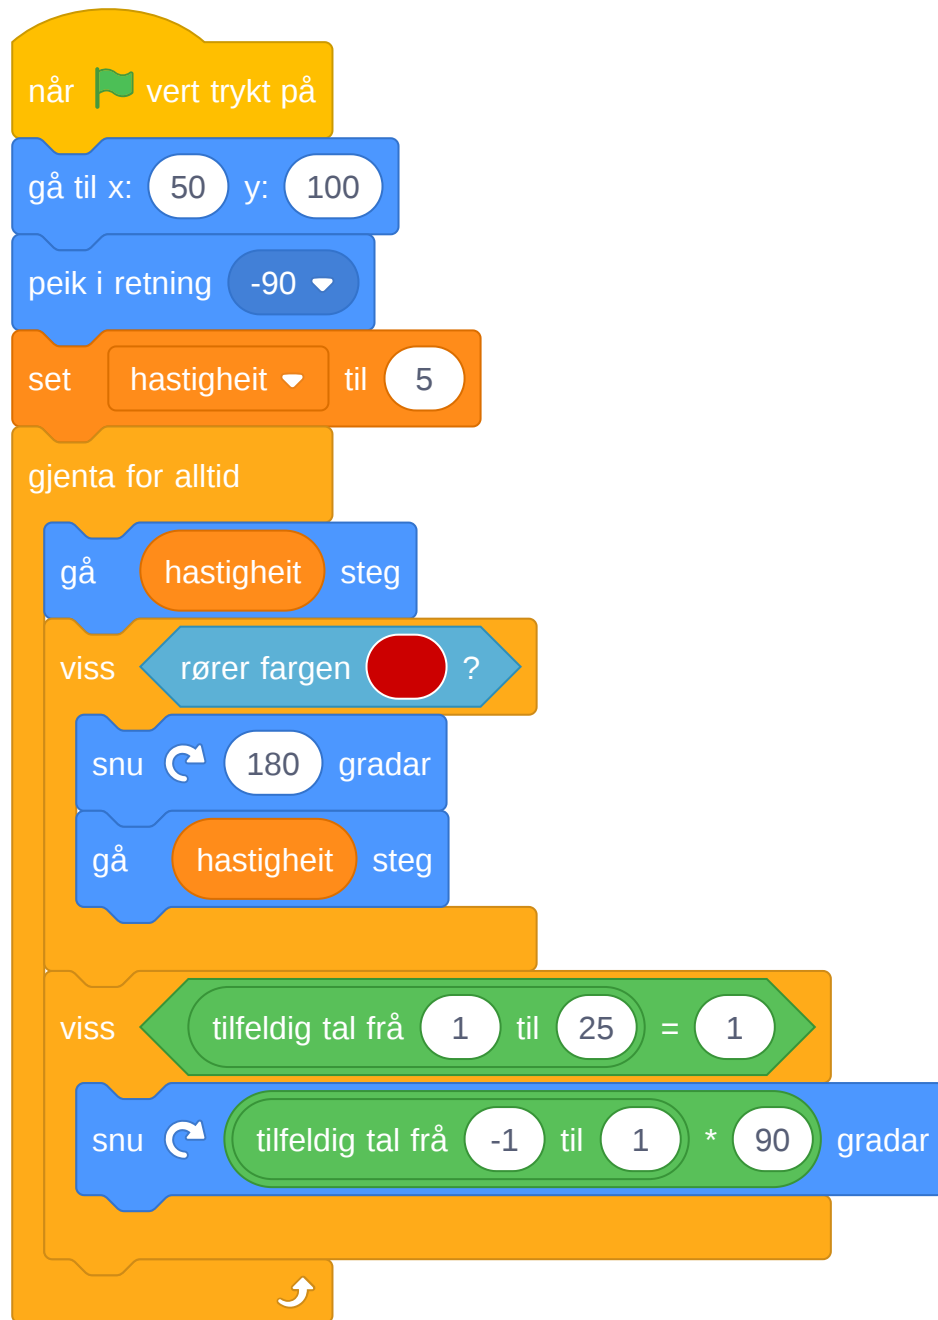 når vert trykt på
gå til x: 50 y: 100
peik i retning -90
set hastigheit til 5
gjenta for alltid
gå hastigheit steg
viss rører fargen ?
snu 180 gradar
gå hastigheit steg
viss tilfeldig tal frå 1 til 25 = 1
snu tilfeldig tal frå -1 til 1 * 90 gradar